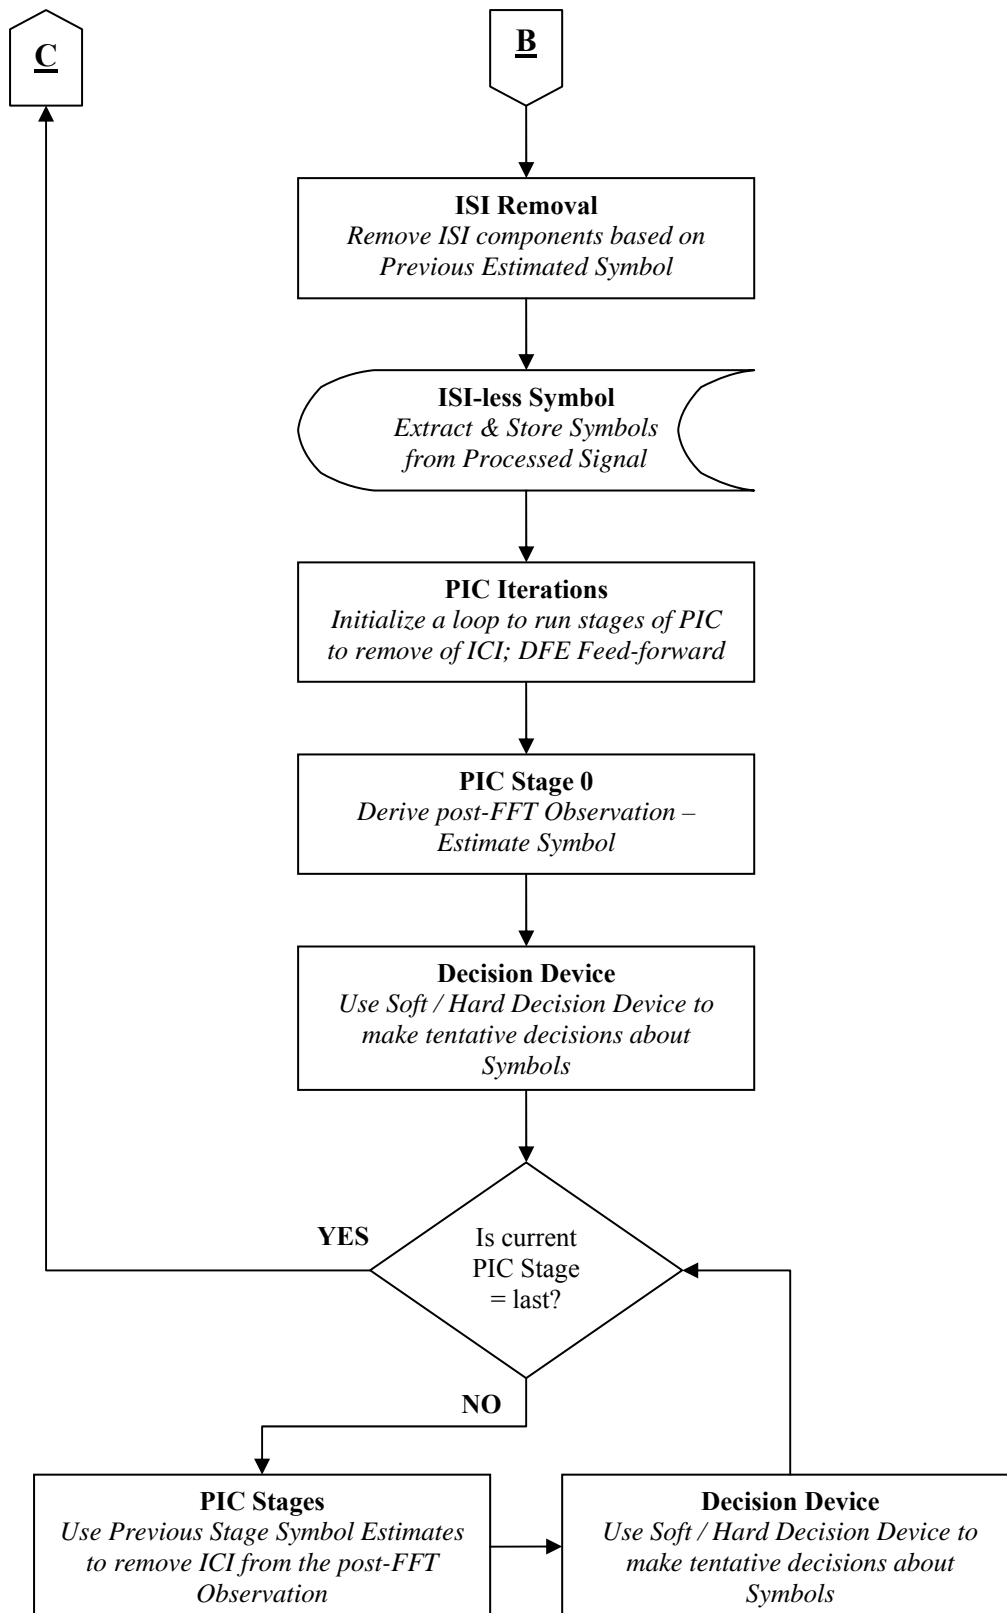 C
B
ISI Removal
Remove ISI components based on
Previous Estimated Symbol
ISI-less Symbol
Extract & Store Symbols
from Processed Signal
PIC Iterations
Initialize a loop to run stages of PIC
to remove of ICI; DFE Feed-forward
PIC Stage 0
Derive post-FFT Observation –
Estimate Symbol
Decision Device
Use Soft / Hard Decision Device to
make tentative decisions about
Symbols
YES
Is current
PIC Stage
= last?
NO
PIC Stages
Use Previous Stage Symbol Estimates
to remove ICI from the post-FFT
Observation
Decision Device
Use Soft / Hard Decision Device to
make tentative decisions about
Symbols